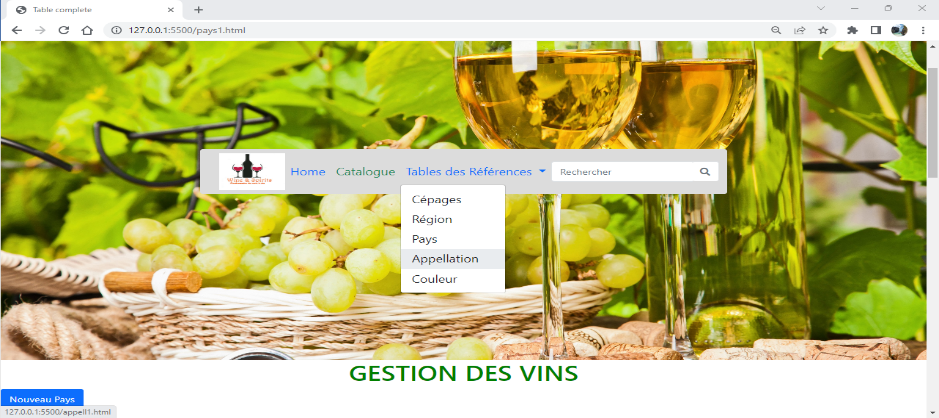 Table complete
127.0.0.1:5500/pays1.html
Home Catalogue Tables des Références Rechercher
Cépages
Région
Pays
Appellation
Couleur
GESTION DES VINS
Nouveau Pays
127.0.0.1:5500/appell1.html